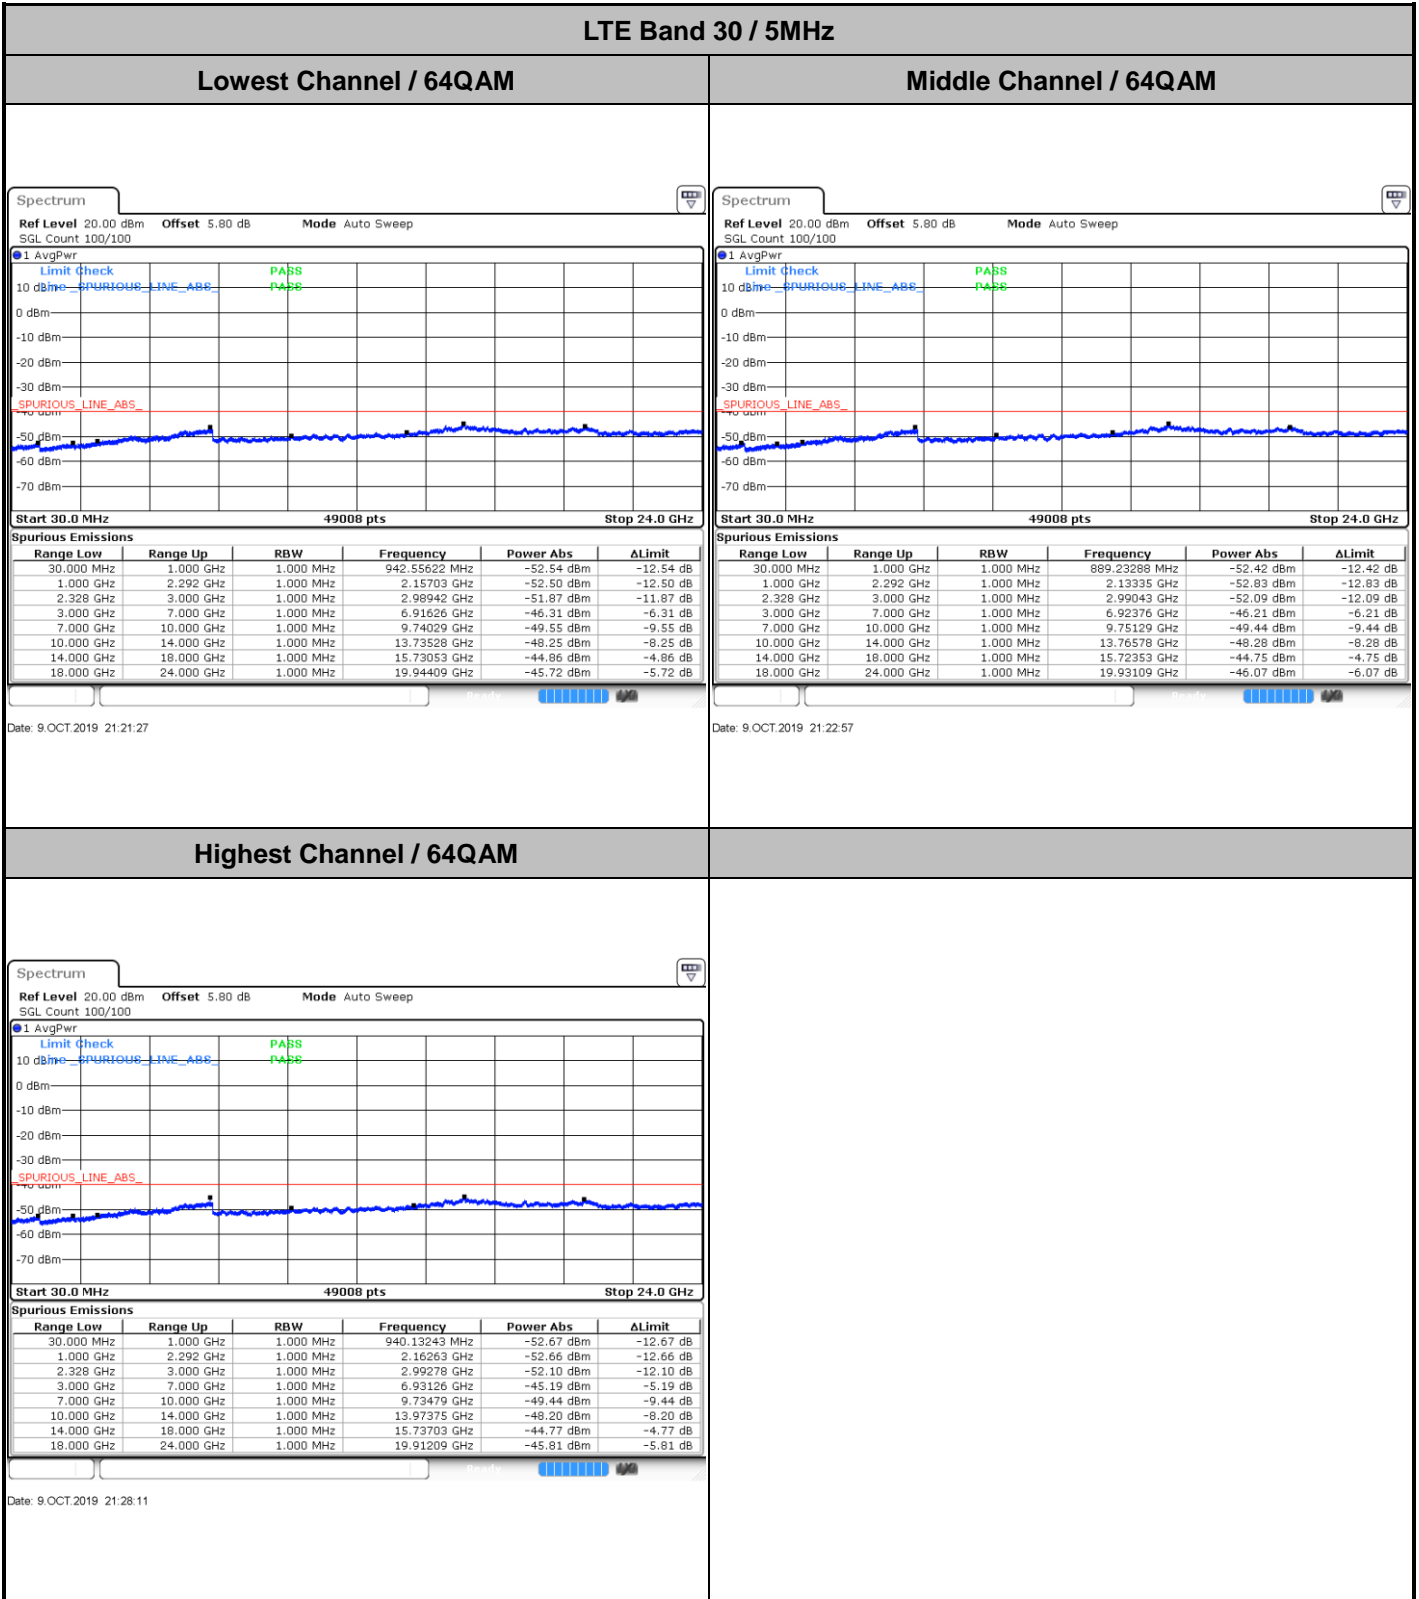 LTE Band 30 / 5MHz
Lowest Channel / 64QAM
Middle Channel / 64QAM
Spectrum
Ref Level 20.00 dBm Offset 5.80 dB Mode Auto Sweep
SGL Count 100/100
1 AvgPwr
Limit Check PASS
Line _SPURIOUS_LINE_ABS_ PASS
10 dBm
0 dBm
-10 dBm
-20 dBm
-30 dBm
_SPURIOUS_LINE_ABS_
-40 dBm
-50 dBm
-60 dBm
-70 dBm
Start 30.0 MHz 49008 pts Stop 24.0 GHz
Spurious Emissions
Range Low Range Up RBW Frequency Power Abs ΔLimit
30.000 MHz 1.000 GHz 1.000 MHz 942.55622 MHz -52.54 dBm -12.54 dB
1.000 GHz 2.292 GHz 1.000 MHz 2.15703 GHz -52.50 dBm -12.50 dB
2.328 GHz 3.000 GHz 1.000 MHz 2.98942 GHz -51.87 dBm -11.87 dB
3.000 GHz 7.000 GHz 1.000 MHz 6.91626 GHz -46.31 dBm -6.31 dB
7.000 GHz 10.000 GHz 1.000 MHz 9.74029 GHz -49.55 dBm -9.55 dB
10.000 GHz 14.000 GHz 1.000 MHz 13.73528 GHz -48.25 dBm -8.25 dB
14.000 GHz 18.000 GHz 1.000 MHz 15.73053 GHz -44.86 dBm -4.86 dB
18.000 GHz 24.000 GHz 1.000 MHz 19.94409 GHz -45.72 dBm -5.72 dB
Ready
Date: 9.OCT.2019 21:21:27
Spectrum
Ref Level 20.00 dBm Offset 5.80 dB Mode Auto Sweep
SGL Count 100/100
1 AvgPwr
Limit Check PASS
Line _SPURIOUS_LINE_ABS_ PASS
10 dBm
0 dBm
-10 dBm
-20 dBm
-30 dBm
_SPURIOUS_LINE_ABS_
-40 dBm
-50 dBm
-60 dBm
-70 dBm
Start 30.0 MHz 49008 pts Stop 24.0 GHz
Spurious Emissions
Range Low Range Up RBW Frequency Power Abs ΔLimit
30.000 MHz 1.000 GHz 1.000 MHz 889.23288 MHz -52.42 dBm -12.42 dB
1.000 GHz 2.292 GHz 1.000 MHz 2.13335 GHz -52.83 dBm -12.83 dB
2.328 GHz 3.000 GHz 1.000 MHz 2.99043 GHz -52.09 dBm -12.09 dB
3.000 GHz 7.000 GHz 1.000 MHz 6.92376 GHz -46.21 dBm -6.21 dB
7.000 GHz 10.000 GHz 1.000 MHz 9.75129 GHz -49.44 dBm -9.44 dB
10.000 GHz 14.000 GHz 1.000 MHz 13.76578 GHz -48.28 dBm -8.28 dB
14.000 GHz 18.000 GHz 1.000 MHz 15.72353 GHz -44.75 dBm -4.75 dB
18.000 GHz 24.000 GHz 1.000 MHz 19.93109 GHz -46.07 dBm -6.07 dB
Ready
Date: 9.OCT.2019 21:22:57
Highest Channel / 64QAM
Spectrum
Ref Level 20.00 dBm Offset 5.80 dB Mode Auto Sweep
SGL Count 100/100
1 AvgPwr
Limit Check PASS
Line _SPURIOUS_LINE_ABS_ PASS
10 dBm
0 dBm
-10 dBm
-20 dBm
-30 dBm
_SPURIOUS_LINE_ABS_
-40 dBm
-50 dBm
-60 dBm
-70 dBm
Start 30.0 MHz 49008 pts Stop 24.0 GHz
Spurious Emissions
Range Low Range Up RBW Frequency Power Abs ΔLimit
30.000 MHz 1.000 GHz 1.000 MHz 940.13243 MHz -52.67 dBm -12.67 dB
1.000 GHz 2.292 GHz 1.000 MHz 2.16263 GHz -52.66 dBm -12.66 dB
2.328 GHz 3.000 GHz 1.000 MHz 2.99278 GHz -52.10 dBm -12.10 dB
3.000 GHz 7.000 GHz 1.000 MHz 6.93126 GHz -45.19 dBm -5.19 dB
7.000 GHz 10.000 GHz 1.000 MHz 9.73479 GHz -49.44 dBm -9.44 dB
10.000 GHz 14.000 GHz 1.000 MHz 13.97375 GHz -48.20 dBm -8.20 dB
14.000 GHz 18.000 GHz 1.000 MHz 15.73703 GHz -44.77 dBm -4.77 dB
18.000 GHz 24.000 GHz 1.000 MHz 19.91209 GHz -45.81 dBm -5.81 dB
Ready
Date: 9.OCT.2019 21:28:11